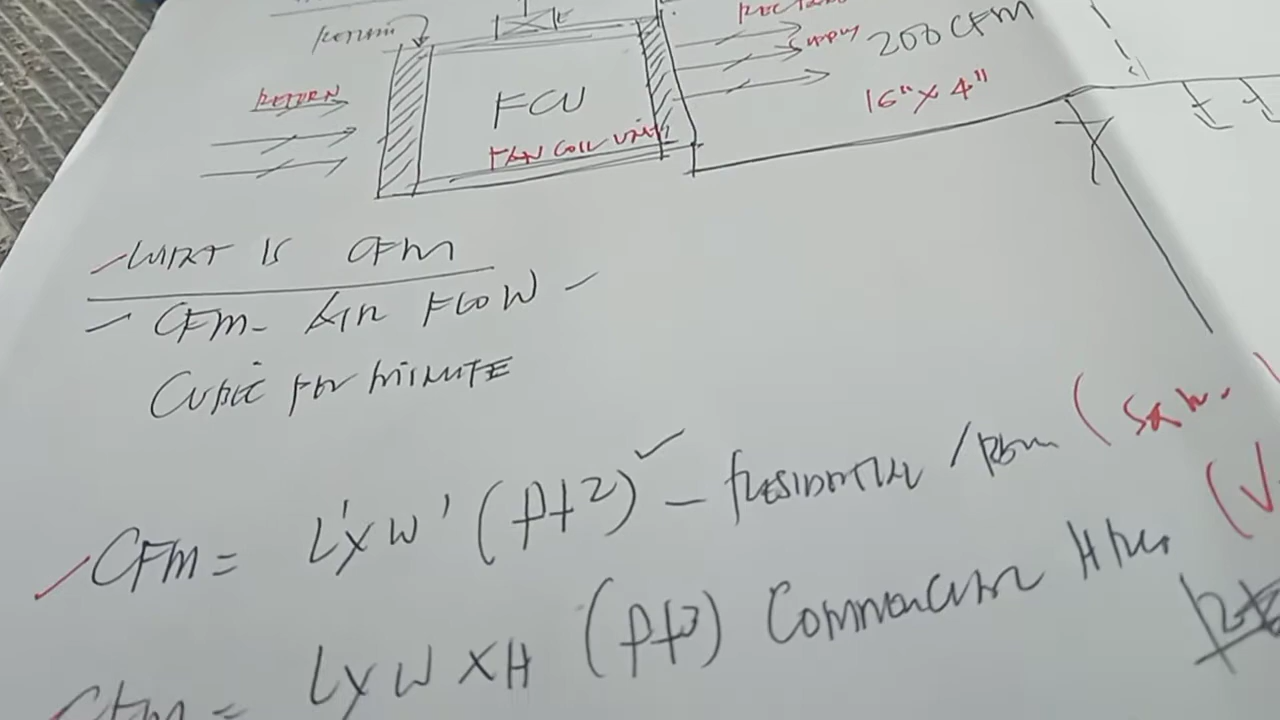 RETURN
FCU
FAN COIL UNIT
Supply
200 CFM
16" X 4"
WHAT IS CFM
CFM - AIR FLOW
CUBIC for MINUTE
CFM = L' X W' (ft2) - RESIDENTIAL / Room (
CFM = L X W X H (ft3) Commercial